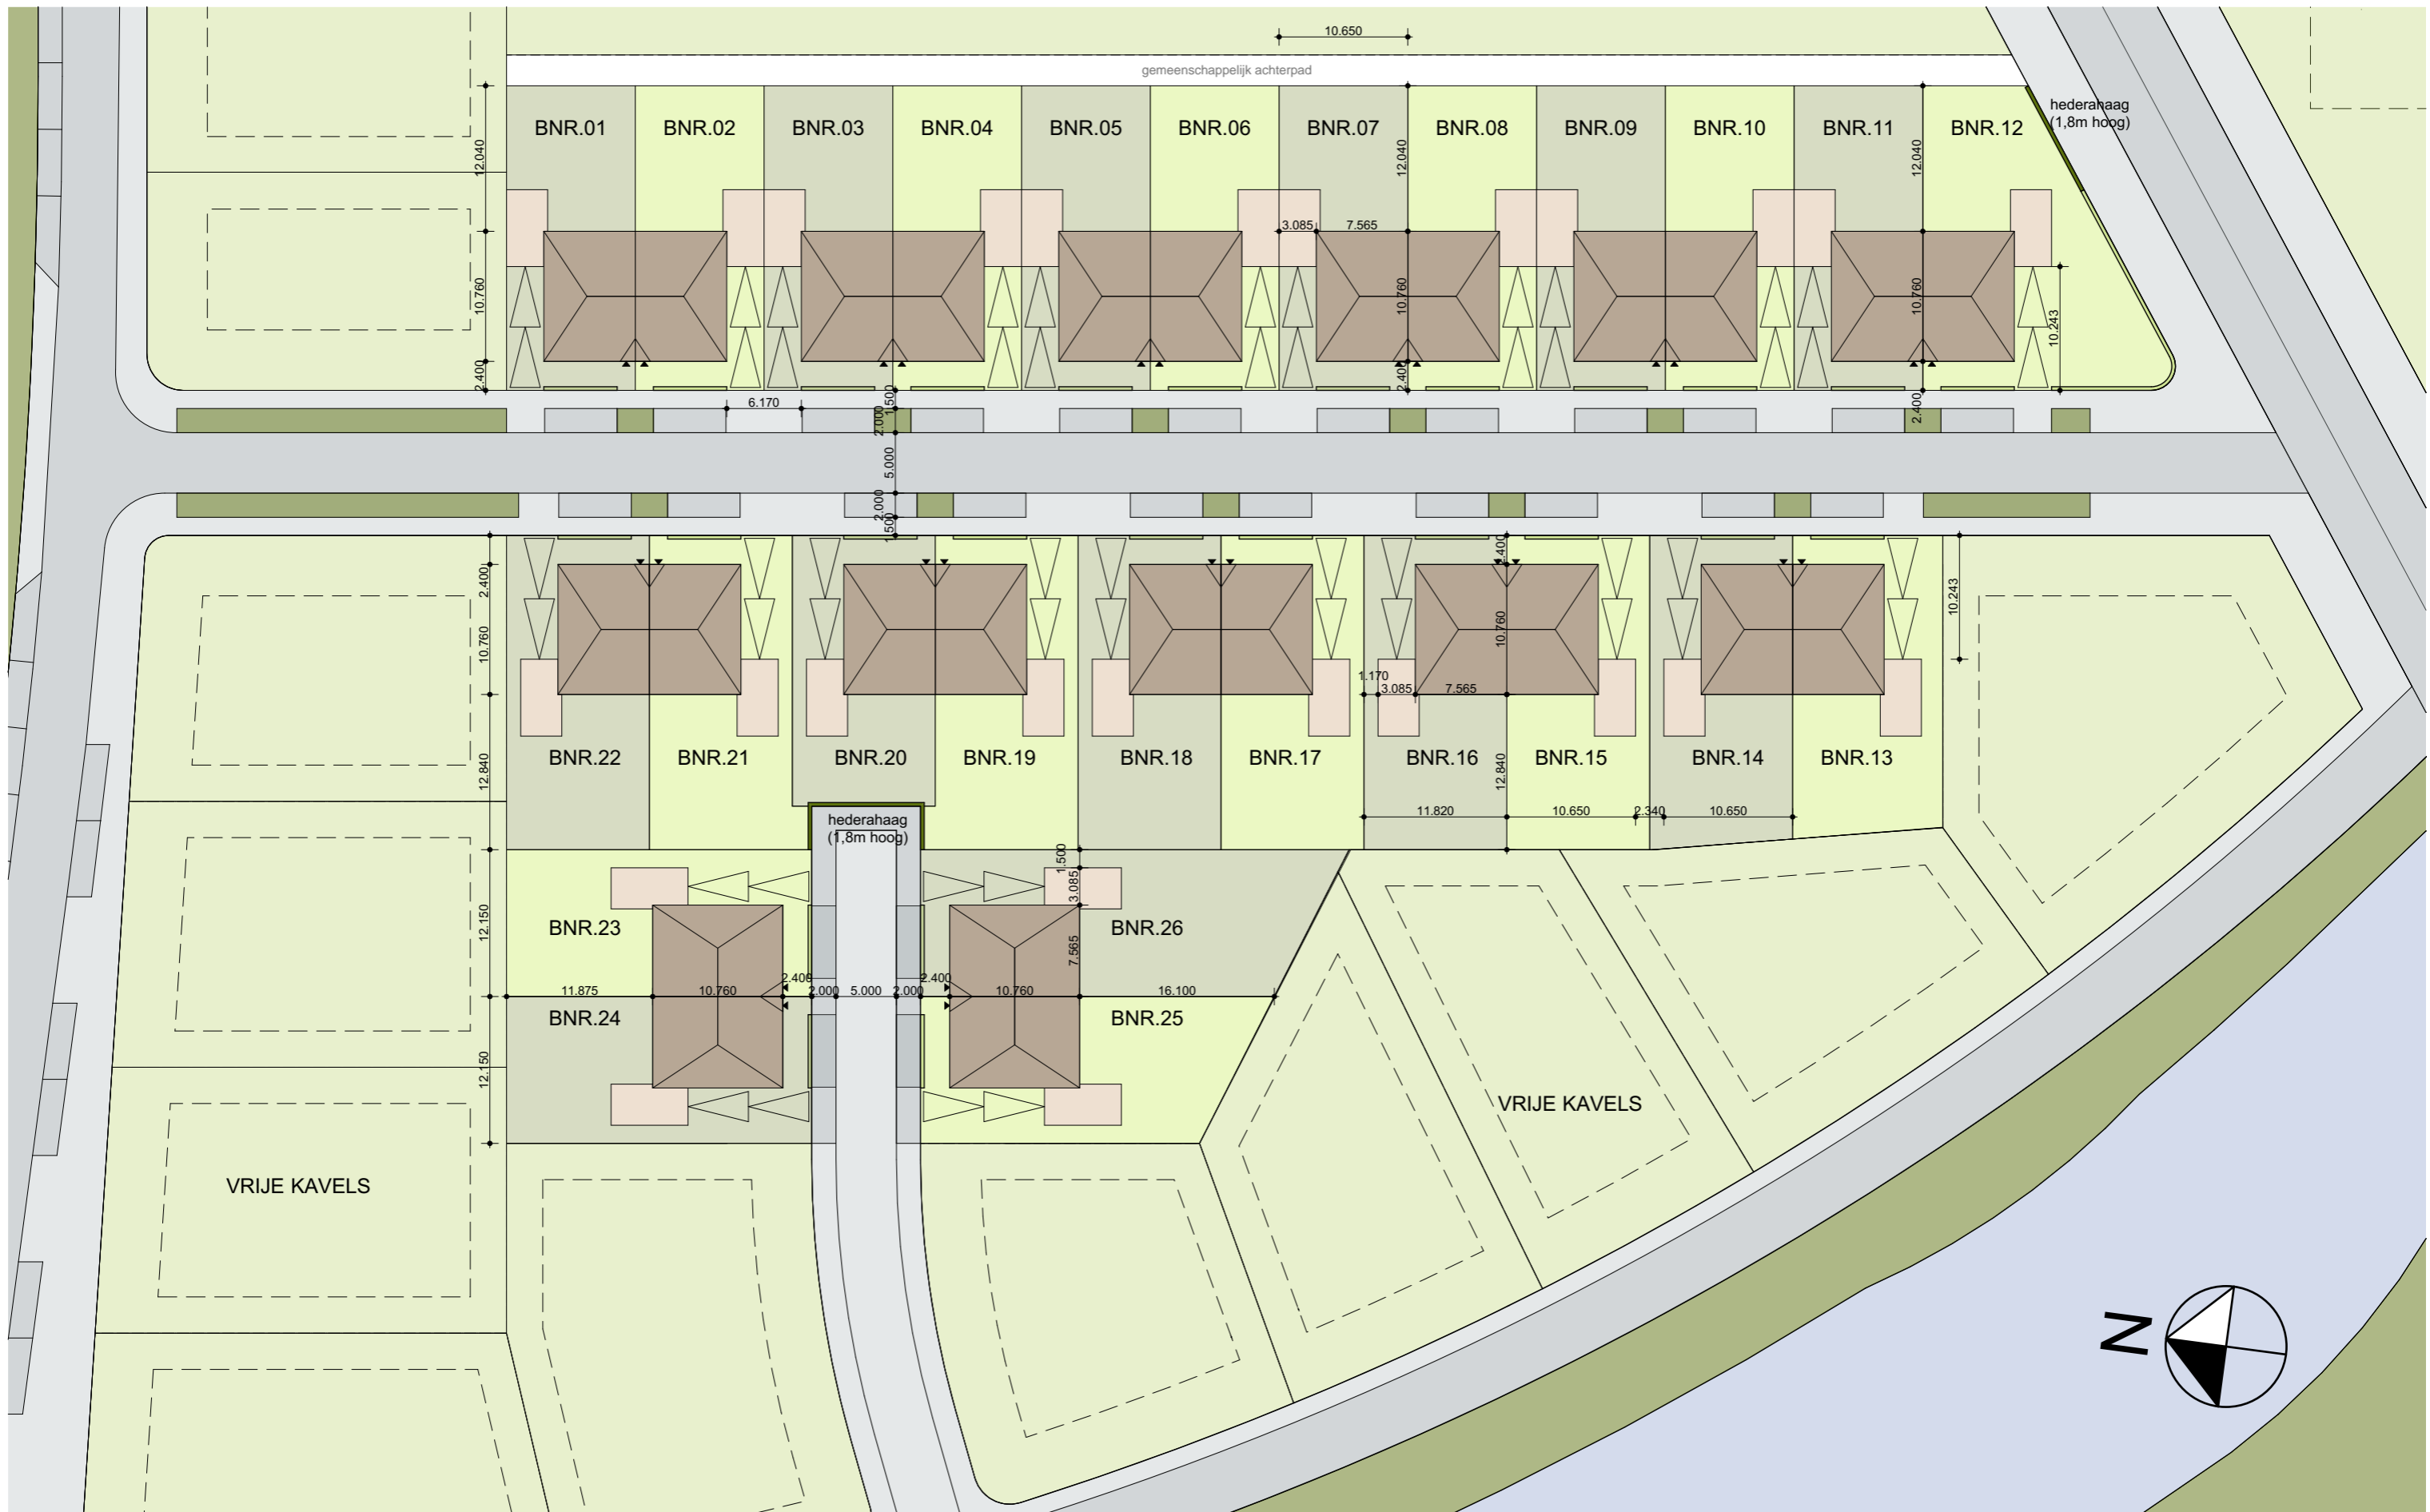 10.650
gemeenschappelijk achterpad
hederahaag
(1,8m hoog)
BNR.01
BNR.02
BNR.03
BNR.04
BNR.05
BNR.06
BNR.07
BNR.08
BNR.09
BNR.10
BNR.11
BNR.12
12.040
12.040
12.040
3.085
7.565
10.760
10.760
10.760
10.243
2.400
2.400
2.400
6.170
1.500
2.000
5.000
2.000
1.500
2.400
2.400
10.760
10.760
10.243
1.170
3.085
7.565
BNR.22
BNR.21
BNR.20
BNR.19
BNR.18
BNR.17
BNR.16
BNR.15
BNR.14
BNR.13
12.840
12.840
11.820
10.650
2.340
10.650
hederahaag
(1,8m hoog)
1.500
3.085
12.150
BNR.23
BNR.26
7.565
2.400
2.400
11.875
10.760
2.000
5.000
2.000
10.760
16.100
BNR.24
BNR.25
12.150
VRIJE KAVELS
VRIJE KAVELS
N